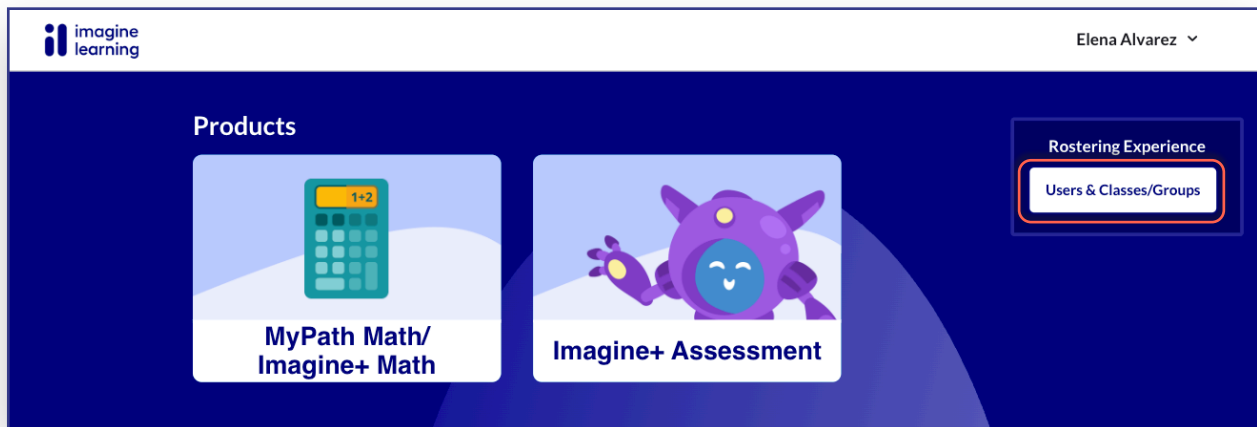 imagine
learning
Elena Alvarez
Products
Rostering Experience
Users & Classes/Groups
1+2
MyPath Math/
Imagine+ Math
Imagine+ Assessment